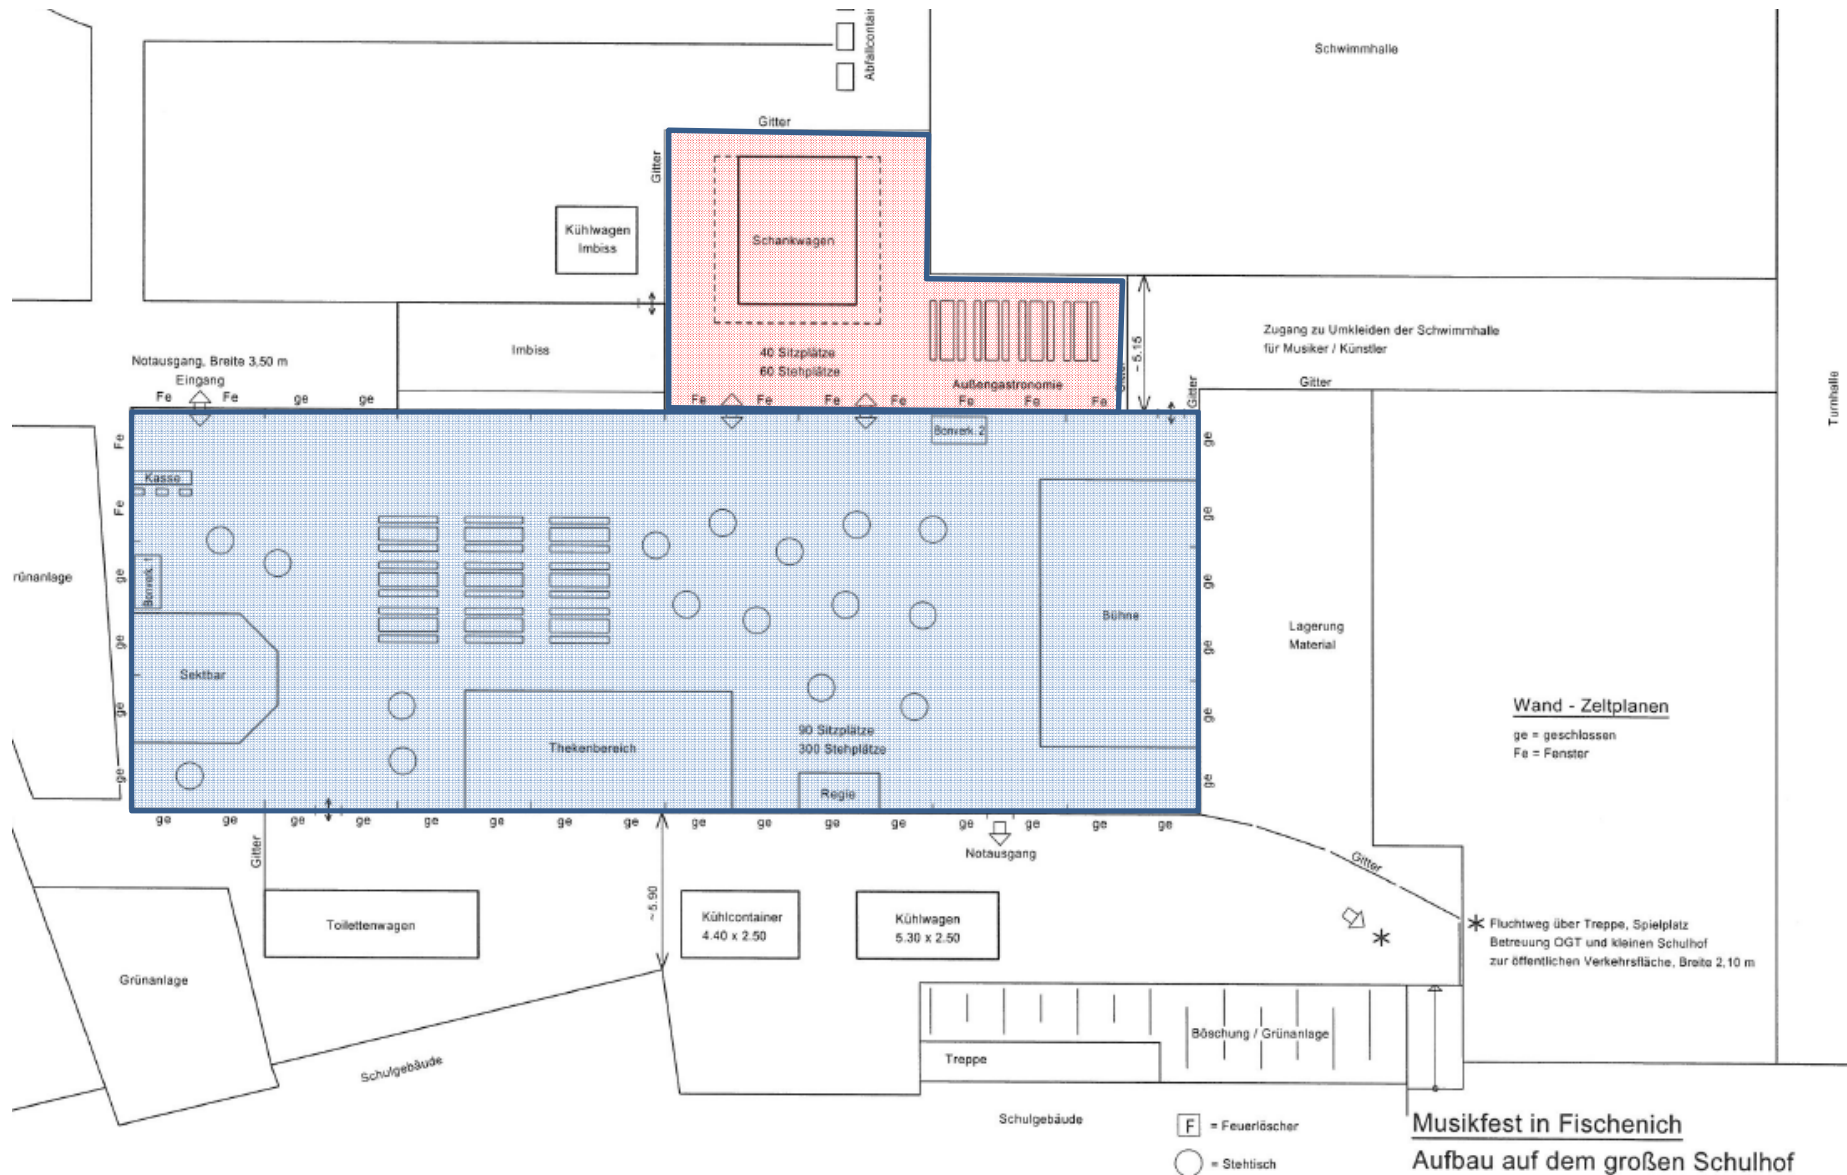 Schwimmhalle
Gitter
Gitter
Kühlwagen
Imbiss
Schankwagen
Turnhalle
Imbiss
40 Sitzplätze
60 Stehplätze
Außengastronomie
~ 5.15
Zugang zu Umkleiden der Schwimmhalle
für Musiker / Künstler
Gitter
Gitter
Notausgang, Breite 3,50 m
Eingang
Fe Fe ge ge
Fe Fe Fe Fe Fe Fe Fe
Bonverk. 2
Kasse
Fe
Fe
ge
ge
ge
ge
Bonverk. 1
Sektbar
Thekenbereich
90 Sitzplätze
300 Stehplätze
Regie
Bühne
ge
ge
ge
ge
ge
ge
Lagerung
Material
Wand - Zeltplanen
ge = geschlossen
Fe = Fenster
ge ge ge ge ge ge ge ge ge ge ge ge ge ge ge ge
Notausgang
Gitter
Gitter
~ 5.90
Toilettenwagen
Kühlcontainer
4.40 x 2.50
Kühlwagen
5.30 x 2.50
Fluchtweg über Treppe, Spielplatz
Betreuung OGT und kleinen Schulhof
zur öffentlichen Verkehrsfläche, Breite 2,10 m
Grünanlage
Schulgebäude
Böschung / Grünanlage
Treppe
Schulgebäude
F = Feuerlöscher
= Stehtisch
Musikfest in Fischenich
Aufbau auf dem großen Schulhof